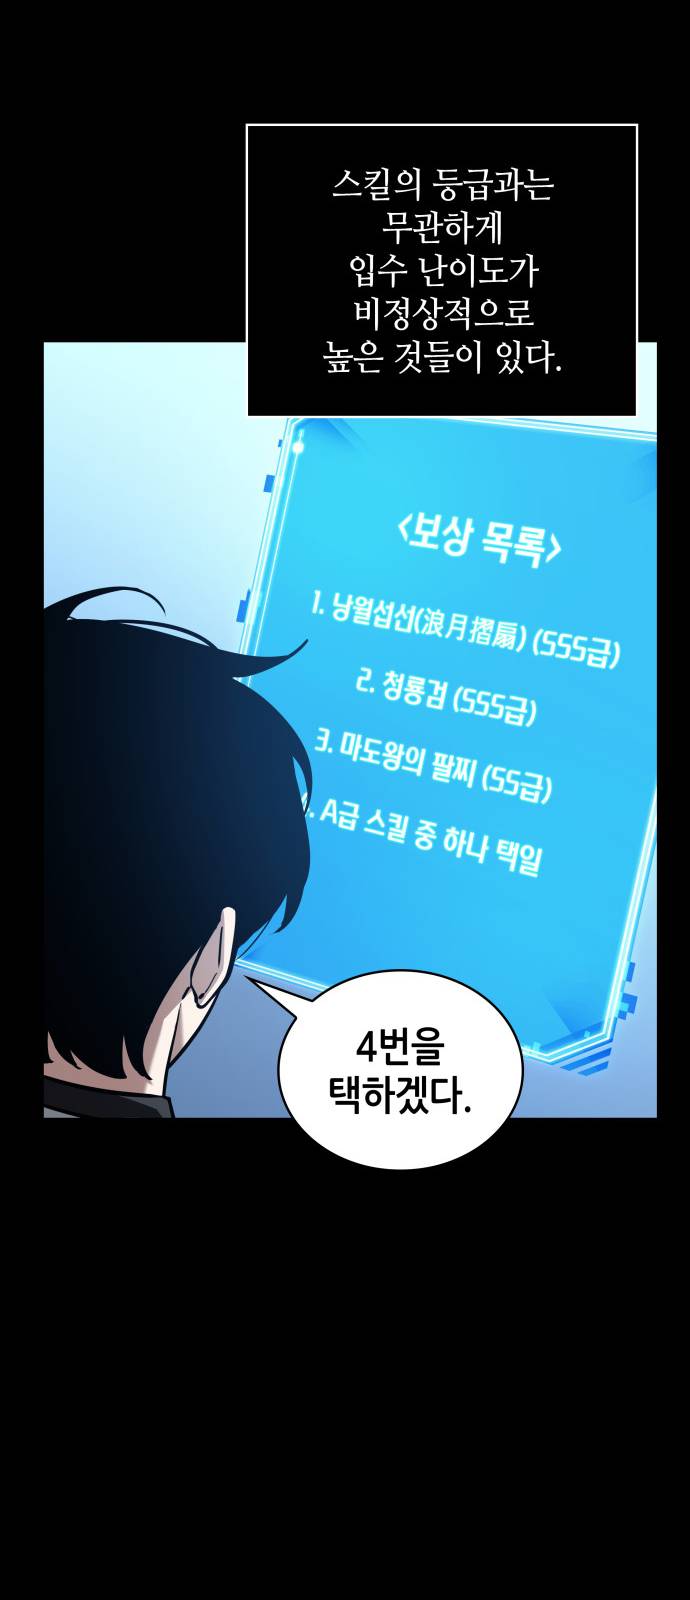 스킬의 등급과는
무관하게
입수 난이도가
비정상적으로
높은 것들이 있다.
<보상 목록>
1. 낭월섭선(浪月摺扇) (SSS급)
2. 청룡검 (SSS급)
3. 마도왕의 팔찌 (SS급)
. A급 스킬 중 하나 택일
4번을
택하겠다.